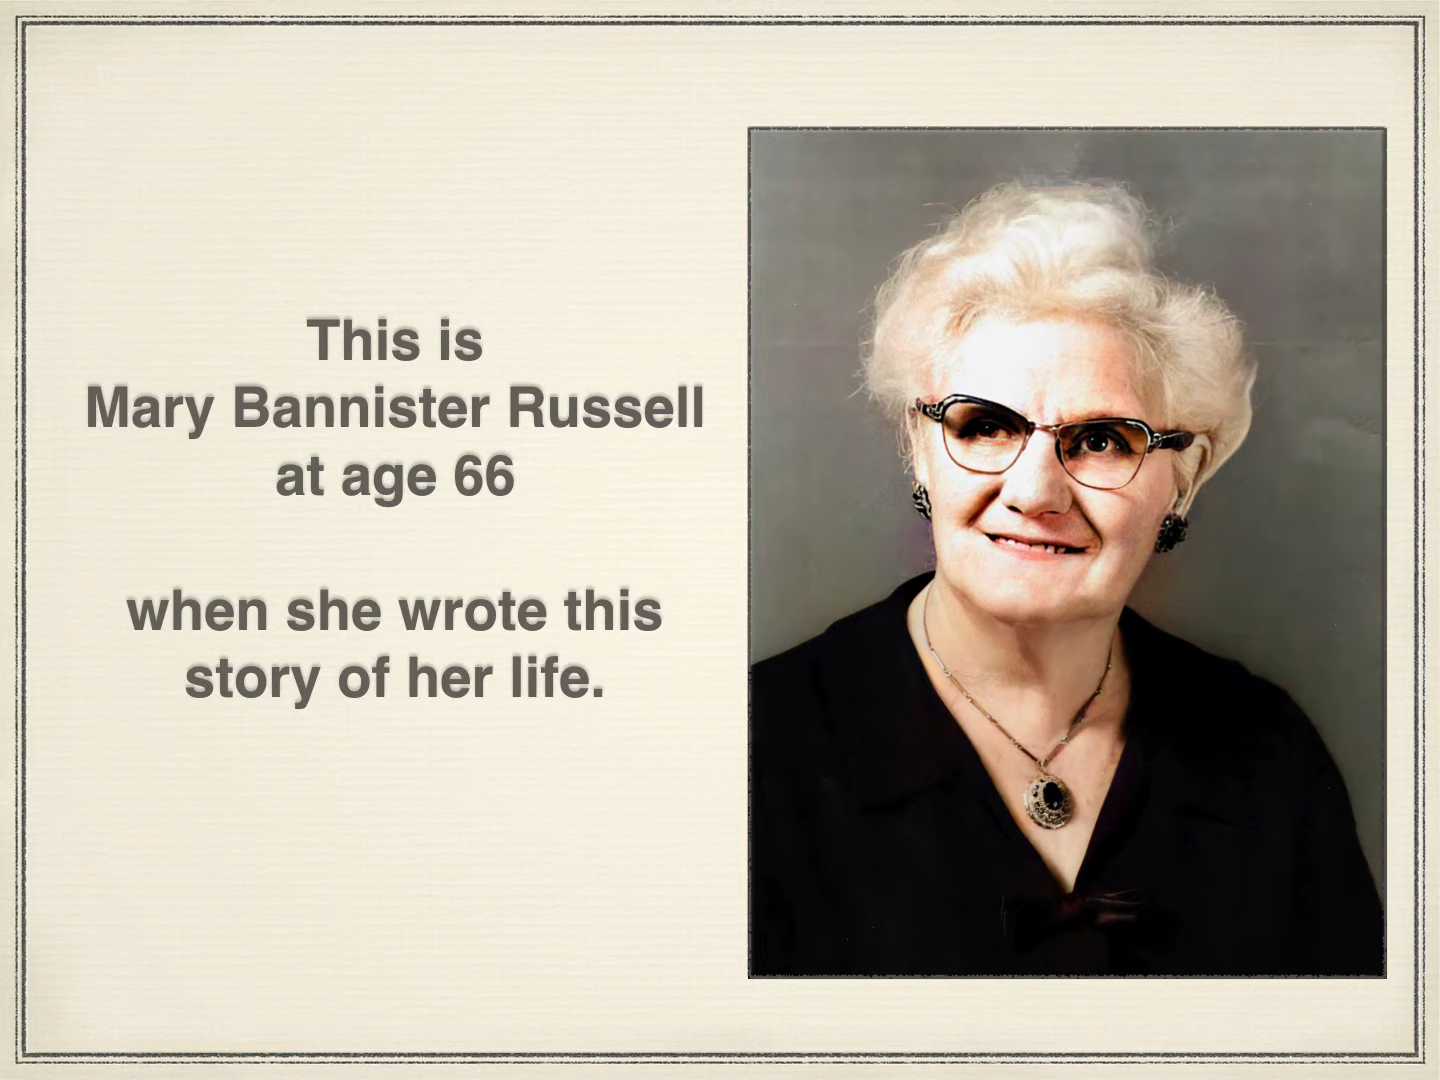 This is
Mary Bannister Russell
at age 66
when she wrote this
story of her life.